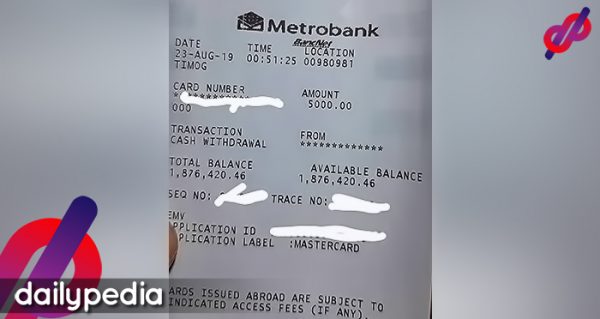 Metrobank
BancNet
DATE TIME LOCATION
23-AUG-19 00:51:25 00980981
TIMOG
CARD NUMBER AMOUNT
5000.00
000
TRANSACTION FROM
CASH WITHDRAWAL *************
TOTAL BALANCE AVAILABLE BALANCE
1,876,420.46 1,876,420.46
SEQ NO: TRACE NO:
EMV
APPLICATION ID
APPLICATION LABEL :MASTERCARD
ARDS ISSUED ABROAD ARE SUBJECT TO
INDICATED ACCESS FEES (IF ANY).
dailypedia